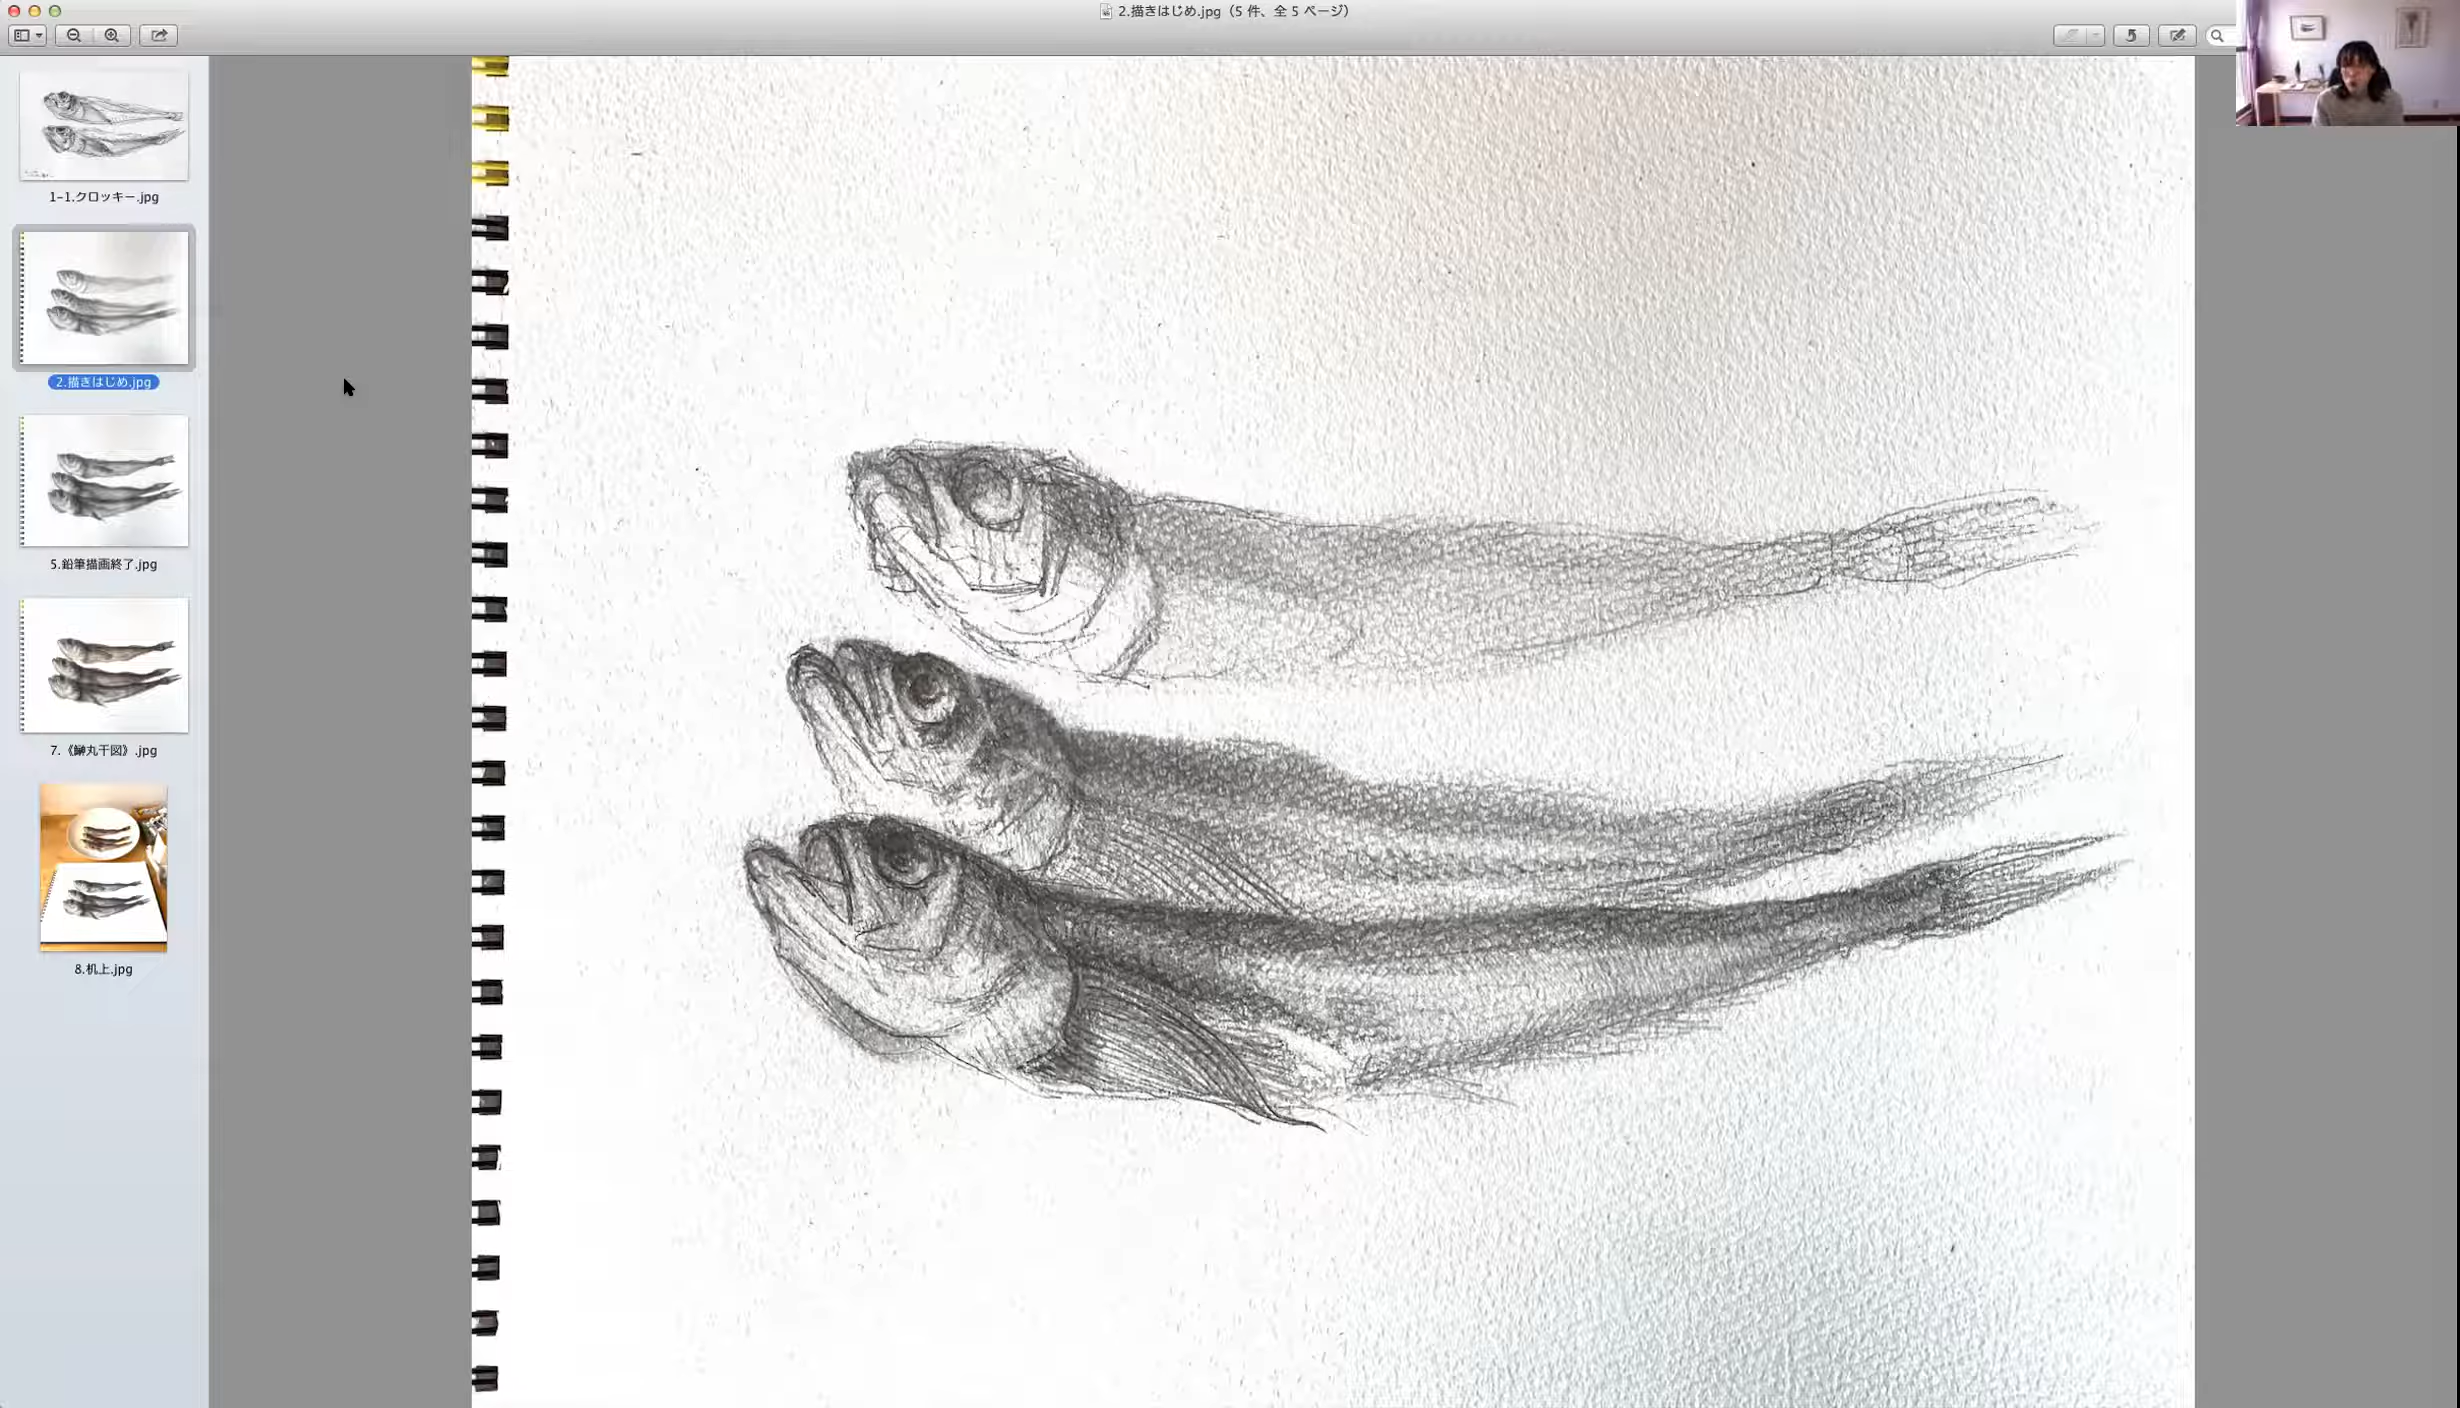 2.描きはじめ.jpg（5 件、全 5 ページ）
1-1.クロッキー.jpg
2.描きはじめ.jpg
5.鉛筆描画終了.jpg
7.《鰰丸干図》.jpg
8.机上.jpg